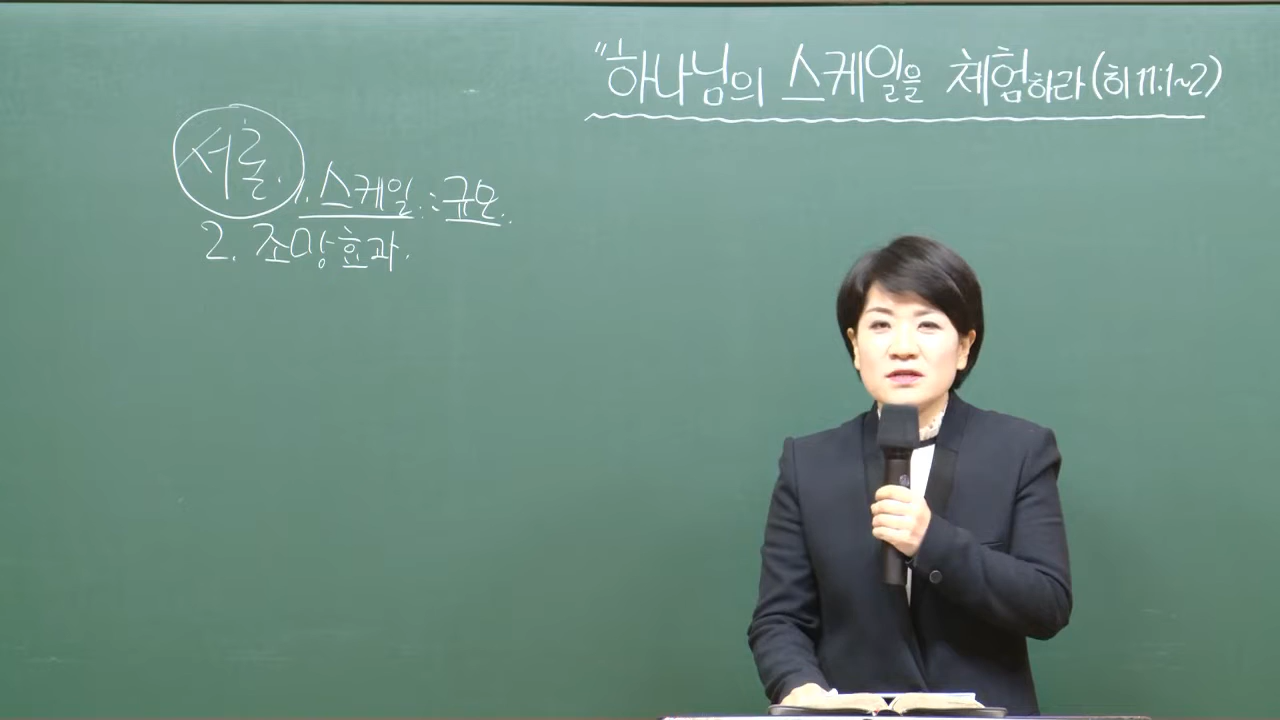 "하나님의 스케일을 체험하라 (히 11:1~2)
서론.
1. 스케일 : 규모.
2. 조망효과.